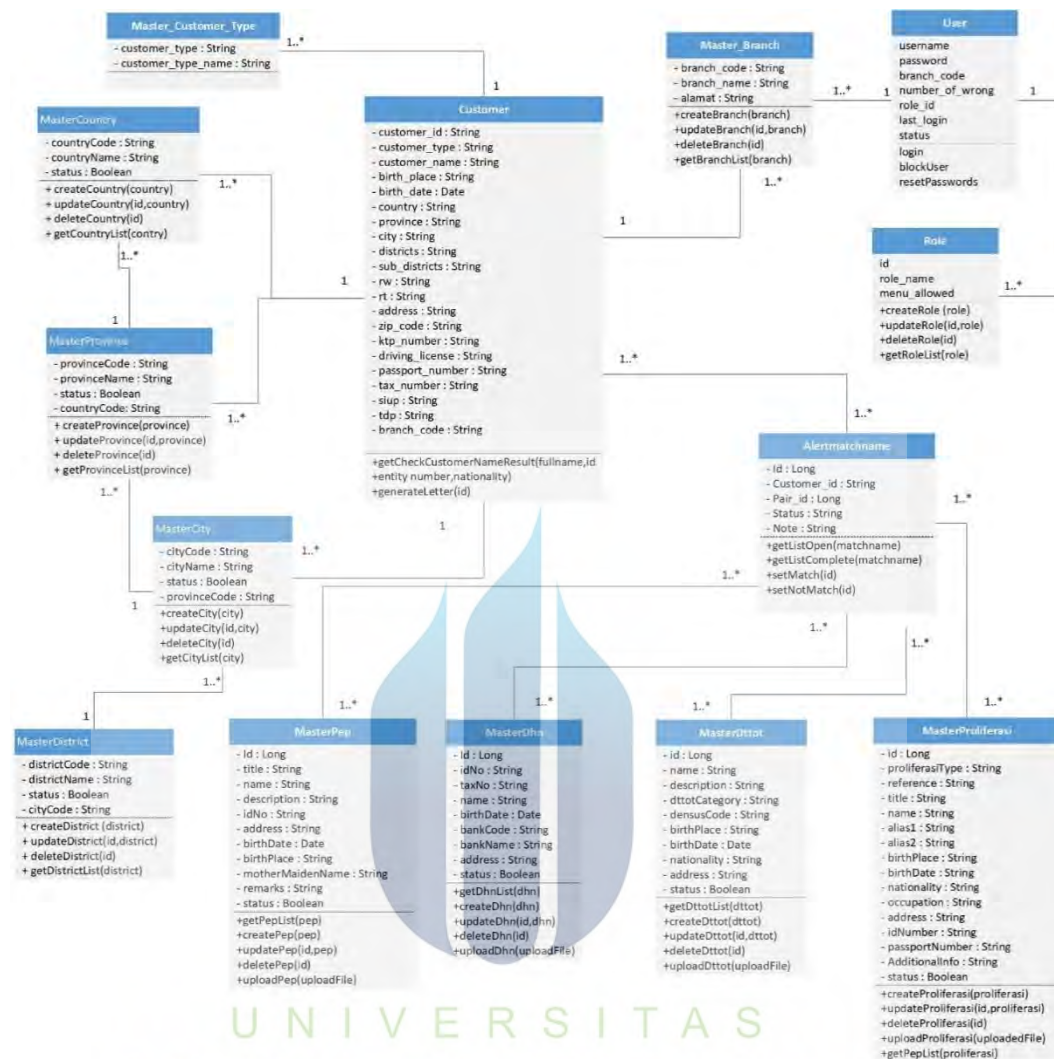 Master_Customer_Type
- customer_type : String
- customer_type_name : String
1..*
1
Master_Branch
- branch_code : String
- branch_name : String
- alamat : String
+createBranch(branch)
+updateBranch(id,branch)
+deleteBranch(id)
+getBranchList(branch)
1..*
1
1..*
1
User
username
password
branch_code
number_of_wrong
role_id
last_login
status
login
blockUser
resetPasswords
1
Role
id
role_name
menu_allowed
+createRole (role)
+updateRole(id,role)
+deleteRole(id)
+getRoleList(role)
1..*
MasterCountry
- countryCode : String
- countryName : String
- status : Boolean
+ createCountry(country)
+ updateCountry(id,country)
+ deleteCountry(id)
+ getCountryList(contry)
1..*
1..*
1
Customer
- customer_id : String
- customer_type : String
- customer_name : String
- birth_place : String
- birth_date : Date
- country : String
- province : String
- city : String
- districts : String
- sub_districts : String
- rw : String
- rt : String
- address : String
- zip_code : String
- ktp_number : String
- driving_license : String
- passport_number : String
- tax_number : String
- siup : String
- tdp : String
- branch_code : String
+getCheckCustomerNameResult(fullname,id
+entity number,nationality)
+generateLetter(id)
1
1
1..*
MasterProvince
- provinceCode : String
- provinceName : String
- status : Boolean
- countryCode: String
+ createProvince(province)
+ updateProvince(id,province)
+ deleteProvince(id)
+ getProvinceList(province)
1..*
1..*
1
MasterCity
- cityCode : String
- cityName : String
- status : Boolean
- provinceCode : String
+createCity(city)
+updateCity(id,city)
+deleteCity(id)
+getCityList(city)
1..*
1..*
1
Alertmatchname
- Id : Long
- Customer_id : String
- Pair_id : Long
- Status : String
- Note : String
+getListOpen(matchname)
+getListComplete(matchname)
+setMatch(id)
+setNotMatch(id)
1..*
1..*
1..*
1..*
1..*
MasterDistrict
- districtCode : String
- districtName : String
- status : Boolean
- cityCode : String
+ createDistrict (district)
+ updateDistrict(id,district)
+ deleteDistrict(id)
+ getDistrictList(district)
1..*
MasterPep
- Id : Long
- title : String
- name : String
- description : String
- idNo : String
- address : String
- birthDate : Date
- birthPlace : String
- motherMaidenName : String
- remarks : String
- status : Boolean
+getPepList(pep)
+createPep(pep)
+updatePep(id,pep)
+deletePep(id)
+uploadPep(uploadFile)
1..*
MasterDhn
- Id : Long
- idNo : String
- taxNo : String
- name : String
- birthDate : Date
- bankCode : String
- bankName : String
- address : String
- status : Boolean
+getDhnList(dhn)
+createDhn(dhn)
+updateDhn(id,dhn)
+deleteDhn(id)
+uploadDhn(uploadFile)
1..*
MasterDttot
- id : Long
- name : String
- description : String
- dttotCategory : String
- densusCode : String
- birthPlace : String
- birthDate : Date
- nationality : String
- address : String
- status : Boolean
+getDttotList(dttot)
+createDttot(dttot)
+updateDttot(id,dttot)
+deleteDttot(id)
+uploadDttot(uploadFile)
1..*
MasterProliferasi
- id : Long
- proliferasiType : String
- reference : String
- title : String
- name : String
- alias1 : String
- alias2 : String
- birthPlace : String
- birthDate : String
- nationality : String
- occupation : String
- address : String
- idNumber : String
- passportNumber : String
- AdditionalInfo : String
- status : Boolean
+createProliferasi(proliferasi)
+updateProliferasi(id,proliferasi)
+deleteProliferasi(id)
+uploadProliferasi(uploadedFile)
+getPepList(proliferasi)
UNIVERSITAS